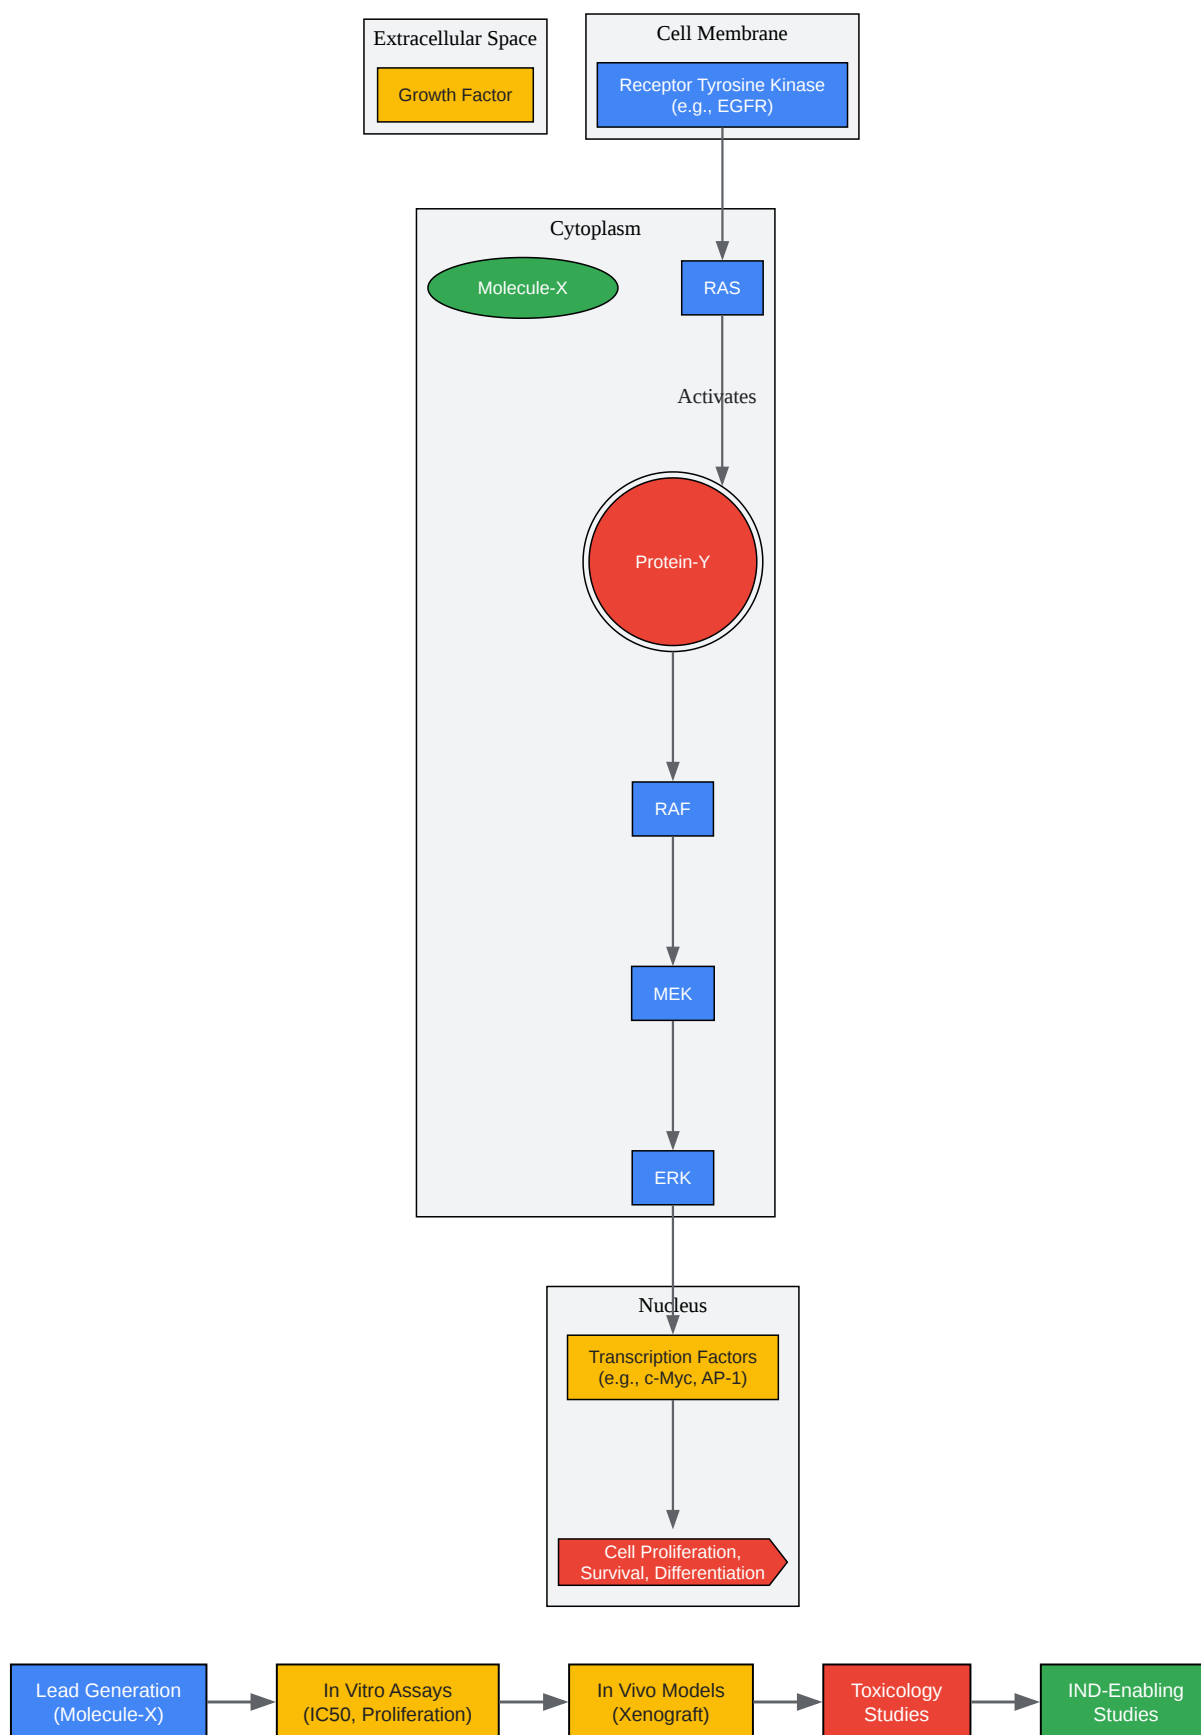 Extracellular Space
Growth Factor
Cell Membrane
Receptor Tyrosine Kinase
(e.g., EGFR)
Cytoplasm
Molecule-X
RAS
Activates
Protein-Y
RAF
MEK
ERK
Nucleus
Transcription Factors
(e.g., c-Myc, AP-1)
Cell Proliferation,
Survival, Differentiation
Lead Generation
(Molecule-X)
In Vitro Assays
(IC50, Proliferation)
In Vivo Models
(Xenograft)
Toxicology
Studies
IND-Enabling
Studies